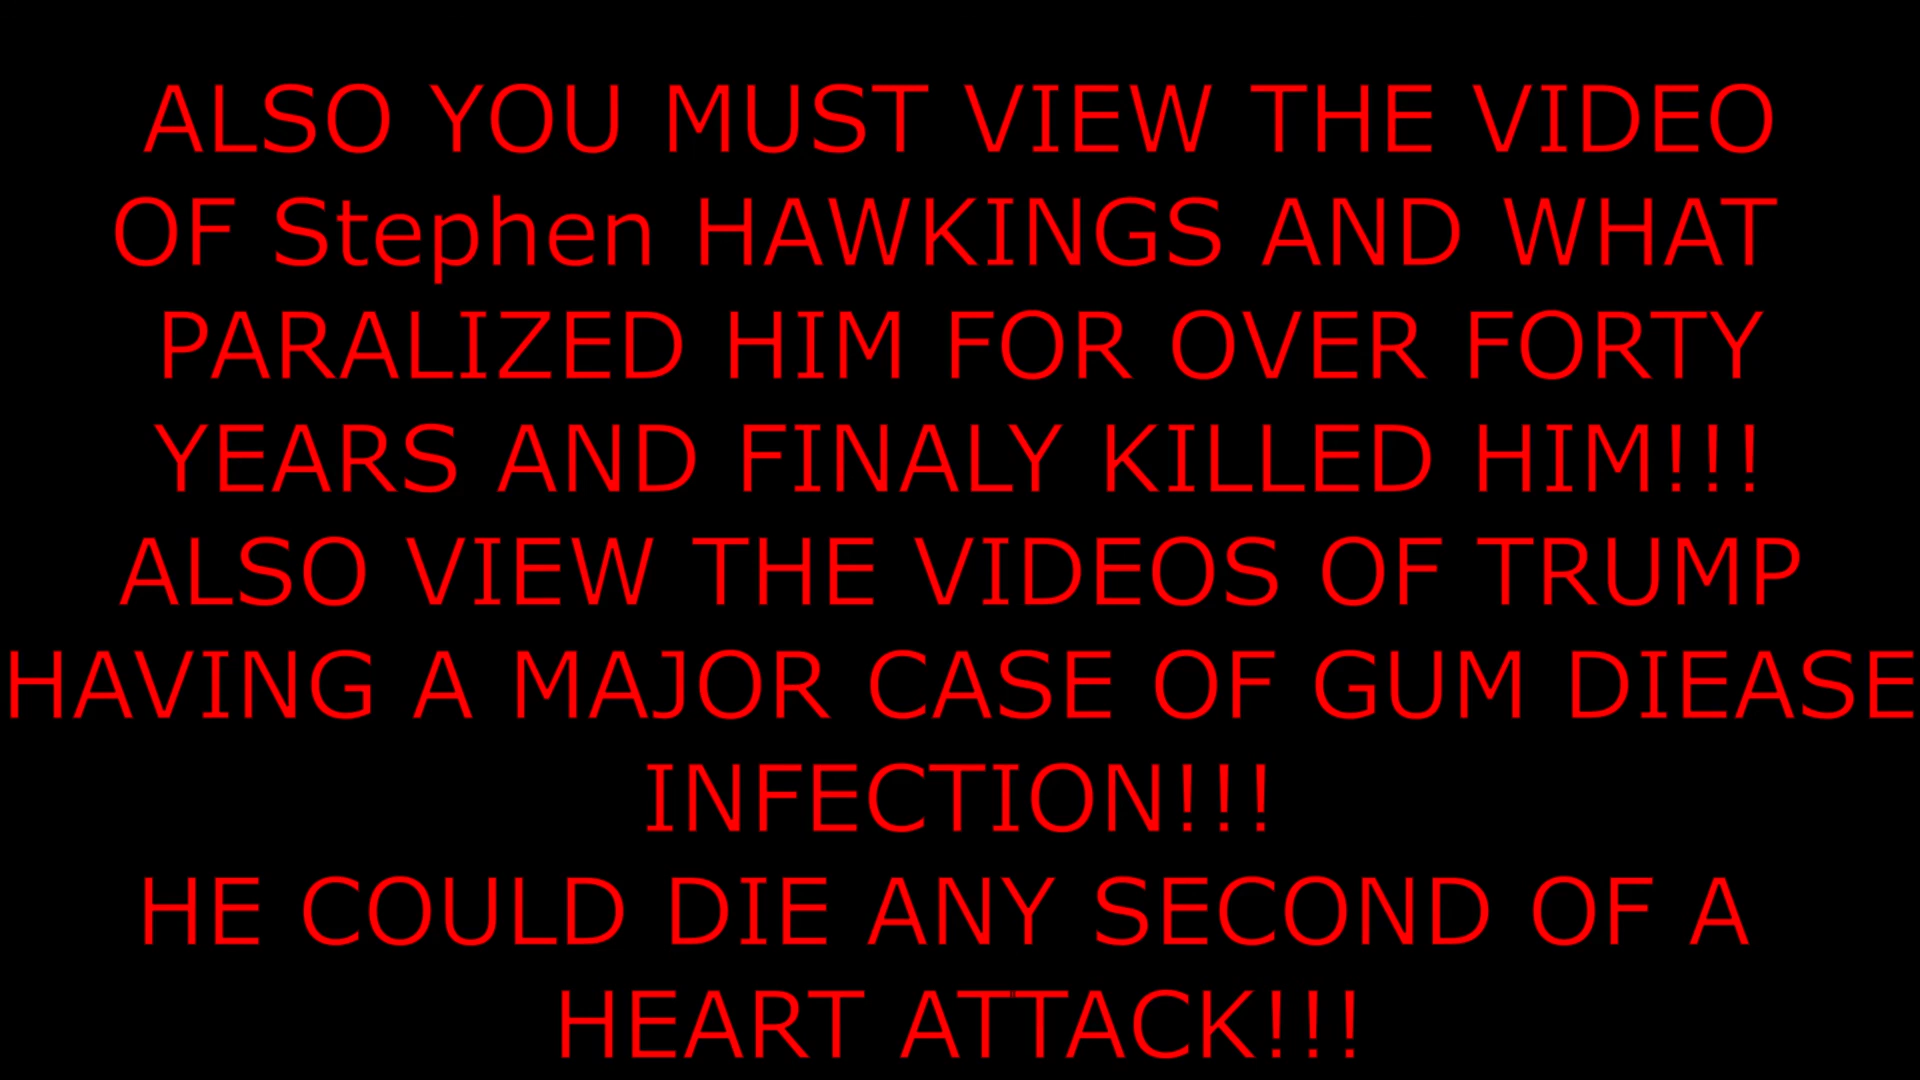 ALSO YOU MUST VIEW THE VIDEO
OF Stephen HAWKINGS AND WHAT
PARALIZED HIM FOR OVER FORTY
YEARS AND FINALY KILLED HIM!!!
ALSO VIEW THE VIDEOS OF TRUMP
HAVING A MAJOR CASE OF GUM DIEASE
INFECTION!!!
HE COULD DIE ANY SECOND OF A
HEART ATTACK!!!